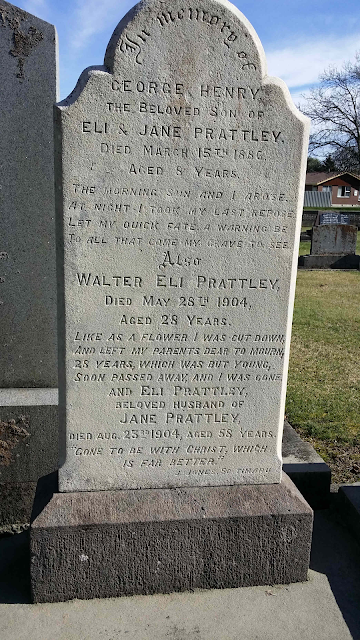 In memory of
GEORGE HENRY
THE BELOVED SON OF
ELI & JANE PRATTLEY,
DIED MARCH 15TH 1886,
AGED 8 YEARS.
THE MORNING SUN AND I AROSE,
AT NIGHT I TOOK MY LAST REPOSE
LET MY QUICK FATE A WARNING BE
TO ALL THAT COME MY GRAVE TO SEE.
Also
WALTER ELI PRATTLEY,
DIED MAY 28TH 1904,
AGED 28 YEARS.
LIKE AS A FLOWER I WAS CUT DOWN,
AND LEFT MY PARENTS DEAR TO MOURN,
28 YEARS, WHICH WAS BUT YOUNG,
SOON PASSED AWAY, AND I WAS GONE.
AND ELI PRATTLEY,
BELOVED HUSBAND OF
JANE PRATTLEY,
DIED AUG. 23RD 1904, AGED 58 YEARS.
"GONE TO BE WITH CHRIST, WHICH
IS FAR BETTER."
JONES, SC. TIMARU